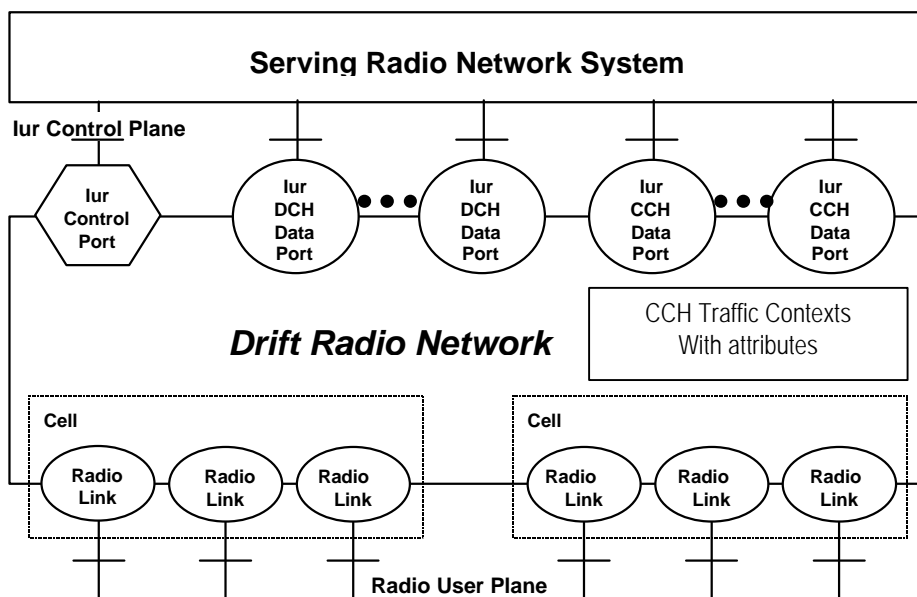 Serving Radio Network System
Iur Control Plane
Iur
Control
Port
Iur
DCH
Data
Port
Iur
DCH
Data
Port
Iur
CCH
Data
Port
Iur
CCH
Data
Port
CCH Traffic Contexts
With attributes
Drift Radio Network
Cell
Radio
Link
Radio
Link
Radio
Link
Cell
Radio
Link
Radio
Link
Radio
Link
Radio User Plane